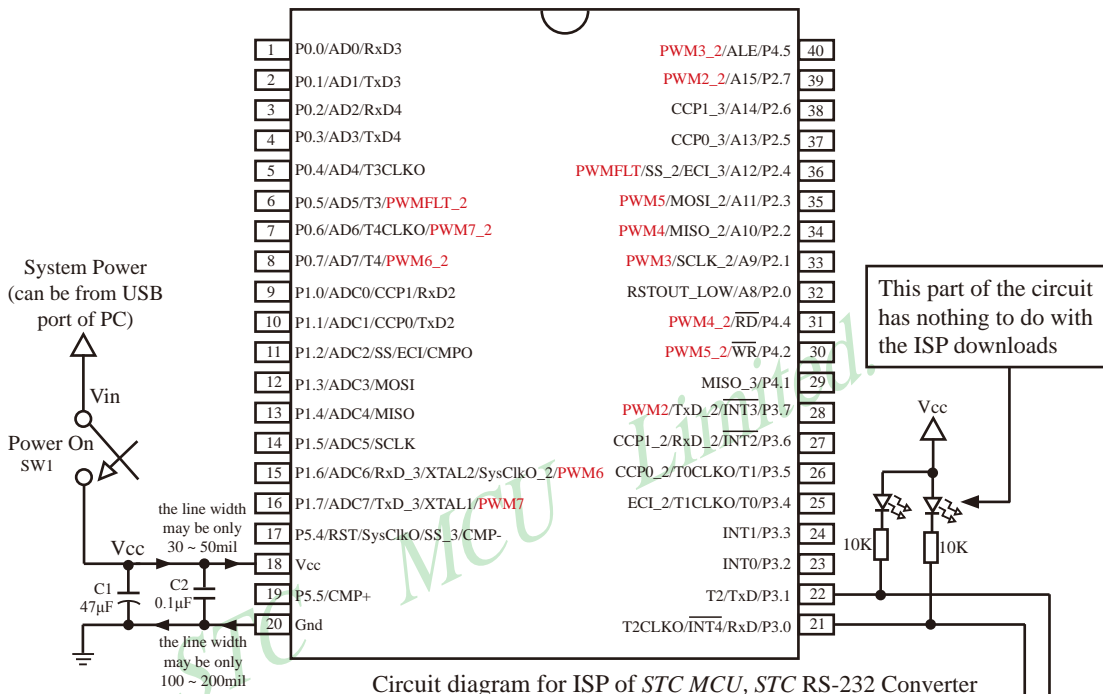 1 P0.0/AD0/RxD3
2 P0.1/AD1/TxD3
3 P0.2/AD2/RxD4
4 P0.3/AD3/TxD4
5 P0.4/AD4/T3CLKO
6 P0.5/AD5/T3/PWMFLT_2
7 P0.6/AD6/T4CLKO/PWM7_2
8 P0.7/AD7/T4/PWM6_2
9 P1.0/ADC0/CCP1/RxD2
10 P1.1/ADC1/CCP0/TxD2
11 P1.2/ADC2/SS/ECI/CMPO
12 P1.3/ADC3/MOSI
13 P1.4/ADC4/MISO
14 P1.5/ADC5/SCLK
15 P1.6/ADC6/RxD_3/XTAL2/SysClkO_2/PWM6
16 P1.7/ADC7/TxD_3/XTAL1/PWM7
17 P5.4/RST/SysClkO/SS_3/CMP-
18 Vcc
19 P5.5/CMP+
20 Gnd
PWM3_2/ALE/P4.5 40
PWM2_2/A15/P2.7 39
CCP1_3/A14/P2.6 38
CCP0_3/A13/P2.5 37
PWMFLT/SS_2/ECI_3/A12/P2.4 36
PWM5/MOSI_2/A11/P2.3 35
PWM4/MISO_2/A10/P2.2 34
PWM3/SCLK_2/A9/P2.1 33
RSTOUT_LOW/A8/P2.0 32
PWM4_2/RD/P4.4 31
PWM5_2/WR/P4.2 30
MISO_3/P4.1 29
PWM2/TxD_2/INT3/P3.7 28
CCP1_2/RxD_2/INT2/P3.6 27
CCP0_2/T0CLKO/T1/P3.5 26
ECI_2/T1CLKO/T0/P3.4 25
INT1/P3.3 24
INT0/P3.2 23
T2/TxD/P3.1 22
T2CLKO/INT4/RxD/P3.0 21
System Power
(can be from USB
port of PC)
Vin
Power On
SW1
the line width
may be only
30 ~ 50mil
Vcc
C1
47μF
C2
0.1μF
the line width
may be only
100 ~ 200mil
This part of the circuit
has nothing to do with
the ISP downloads
Vcc
10K
10K
STC MCU Limited.
Circuit diagram for ISP of STC MCU, STC RS-232 Converter